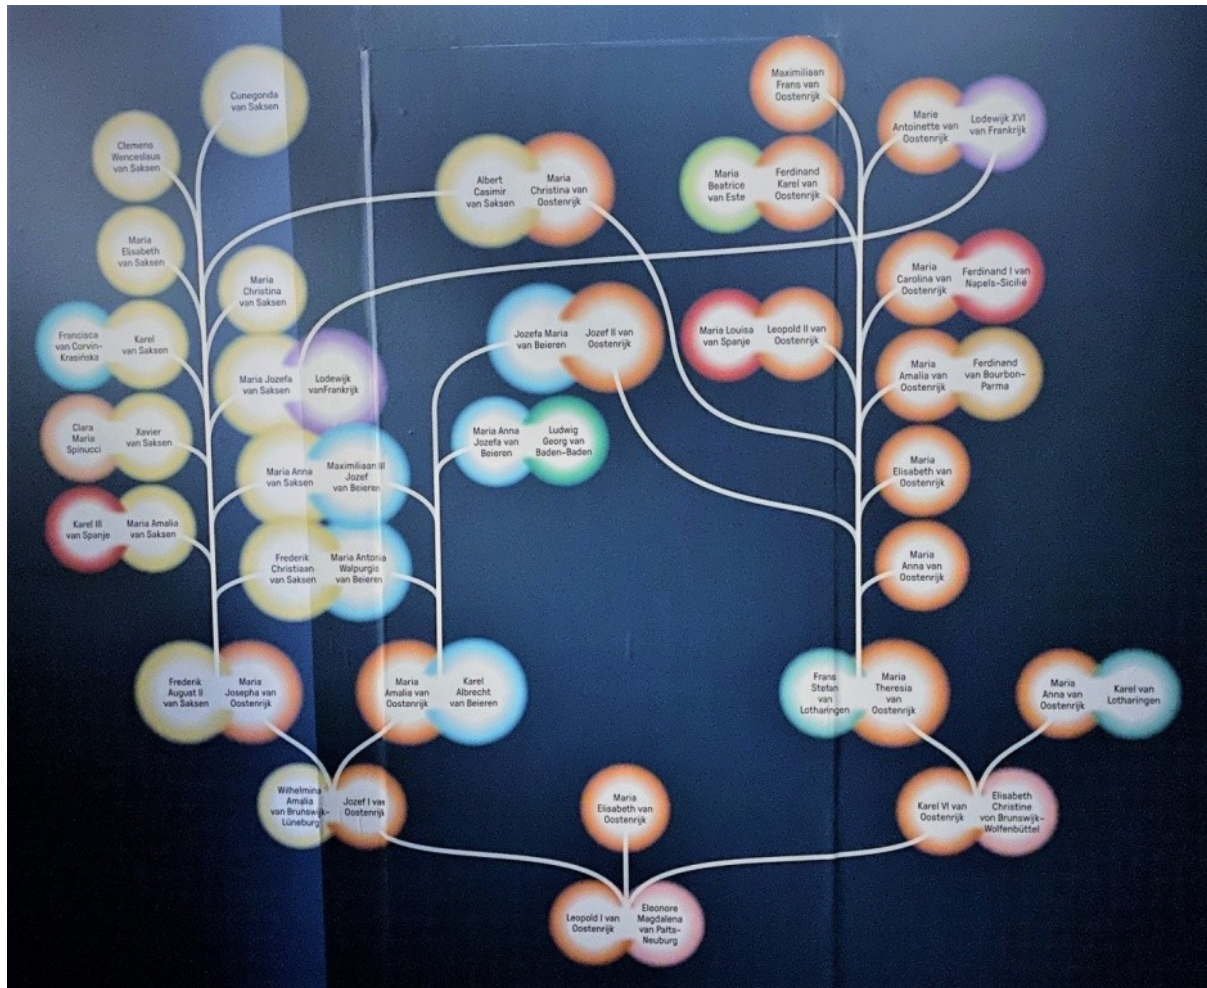 Cunegonda
van Saksen
Clemens
Wenceslaus
van Saksen
Maria
Elisabeth
van Saksen
Maria
Christina
van Saksen
Francisca
van Corvin-
Krasińska
Karel
van Saksen
Maria Jozefa
van Saksen
Lodewijk
vanFrankrijk
Clara
Maria
Spinucci
Xavier
van Saksen
Maria Anna
van Saksen
Maximiliaan III
Jozef
van Beieren
Karel III
van Spanje
Maria Amalia
van Saksen
Frederik
Christiaan
van Saksen
Maria Antonia
Walpurgis
van Beieren
Albert
Casimir
van Saksen
Maria
Christina van
Oostenrijk
Jozefa Maria
van Beieren
Jozef II van
Oostenrijk
Maria Anna
Jozefa van
Beieren
Ludwig
Georg van
Baden-Baden
Maximiliaan
Frans van
Oostenrijk
Marie
Antoinette van
Oostenrijk
Lodewijk XVI
van Frankrijk
Maria
Beatrice
van Este
Ferdinand
Karel van
Oostenrijk
Maria
Carolina van
Oostenrijk
Ferdinand I van
Napels-Sicilië
Maria Louisa
van Spanje
Leopold II van
Oostenrijk
Maria
Amalia van
Oostenrijk
Ferdinand
van Bourbon-
Parma
Maria
Elisabeth van
Oostenrijk
Maria
Anna van
Oostenrijk
Frederik
August II
van Saksen
Maria
Josepha van
Oostenrijk
Maria
Amalia van
Oostenrijk
Karel
Albrecht
van Beieren
Frans
Stefan
van
Lotharingen
Maria
Theresia
van
Oostenrijk
Maria
Anna van
Oostenrijk
Karel van
Lotharingen
Wilhelmina
Amalia
van Brunswijk-
Lüneburg
Jozef I van
Oostenrijk
Maria
Elisabeth van
Oostenrijk
Karel VI van
Oostenrijk
Elisabeth
Christine
von Brunswijk-
Wolfenbüttel
Leopold I van
Oostenrijk
Eleonore
Magdalena
van Palts-
Neuburg